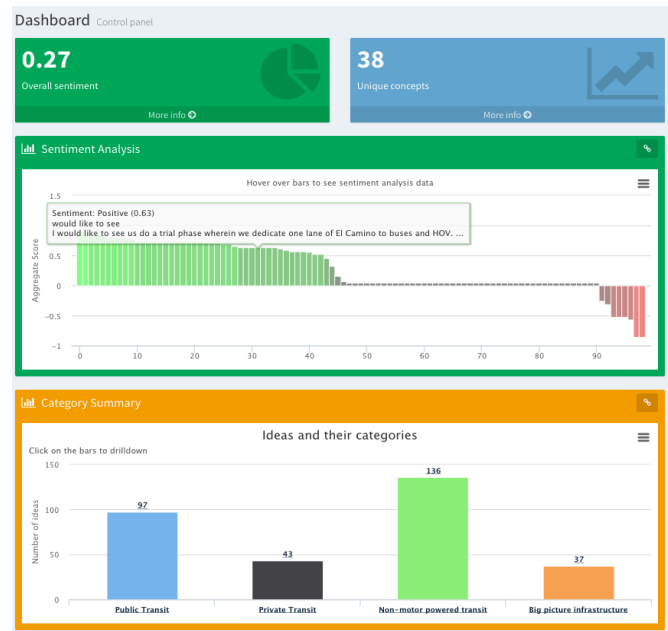 Dashboard Control panel
0.27
Overall sentiment
More info
38
Unique concepts
More info
Sentiment Analysis
Hover over bars to see sentiment analysis data
1.5
Sentiment: Positive (0.63)
would like to see
I would like to see us do a trial phase wherein we dedicate one lane of El Camino to buses and HOV. ...
0.5
0
-0.5
-1
Aggregate Score
0 10 20 30 40 50 60 70 80 90
Category Summary
Ideas and their categories
Click on the bars to drilldown
150
100
50
0
Number of ideas
97
43
136
37
Public Transit Private Transit Non-motor powered transit Big picture infrastructure